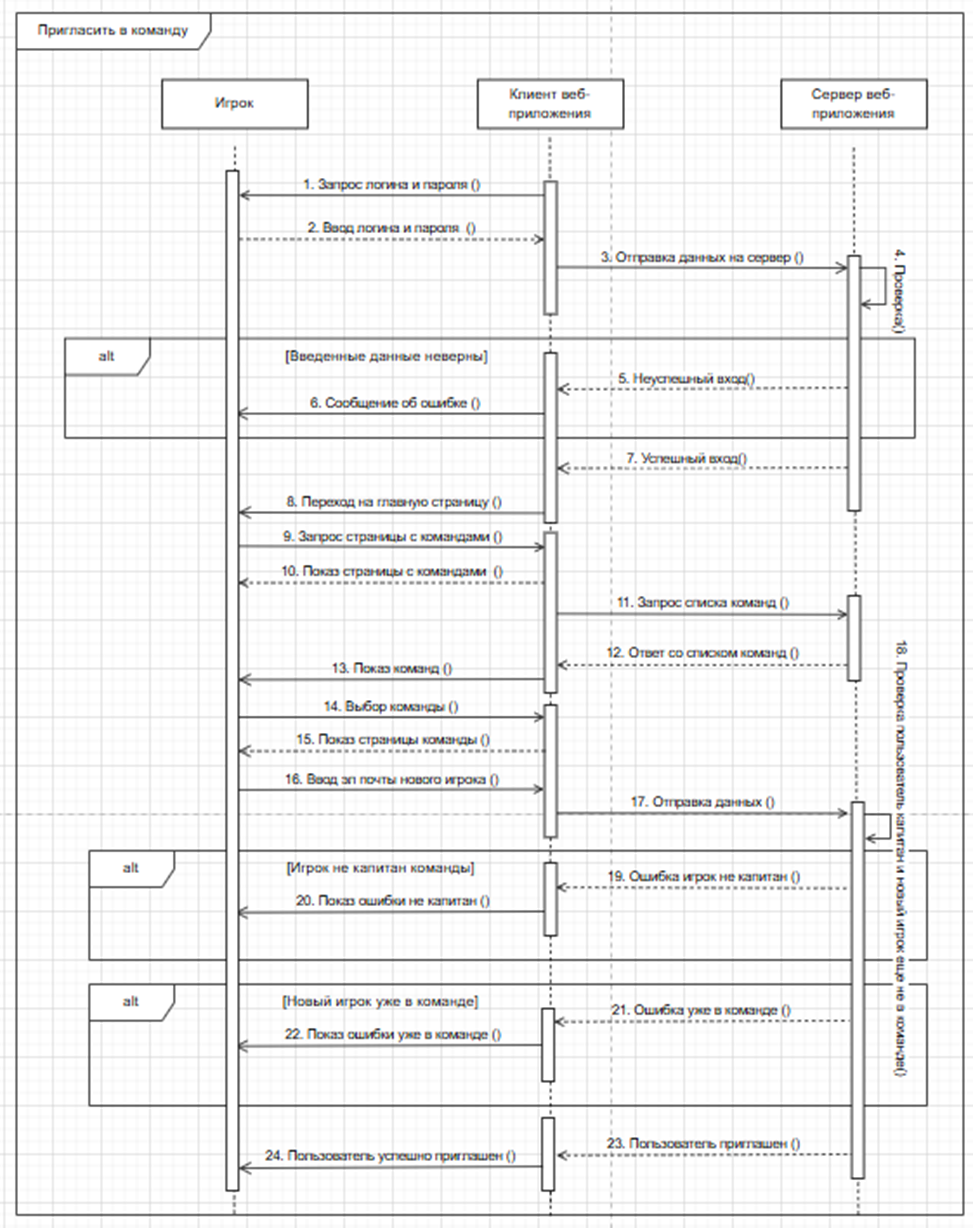 Пригласить в команду
Игрок
Клиент веб-
приложения
Сервер веб-
приложения
1. Запрос логина и пароля ()
2. Ввод логина и пароля ()
3. Отправка данных на сервер ()
4. Проверка()
alt
[Введенные данные неверны]
5. Неуспешный вход()
6. Сообщение об ошибке ()
7. Успешный вход()
8. Переход на главную страницу ()
9. Запрос страницы с командами ()
10. Показ страницы с командами ()
11. Запрос списка команд ()
12. Ответ со списком команд ()
13. Показ команд ()
14. Выбор команды ()
15. Показ страницы команды ()
16. Ввод эл почты нового игрока ()
17. Отправка данных ()
18. Проверка пользователь капитан и новый игрок еще не в команде()
alt
[Игрок не капитан команды]
19. Ошибка игрок не капитан ()
20. Показ ошибки не капитан ()
alt
[Новый игрок уже в команде]
21. Ошибка уже в команде ()
22. Показ ошибки уже в команде ()
23. Пользователь приглашен ()
24. Пользователь успешно приглашен ()